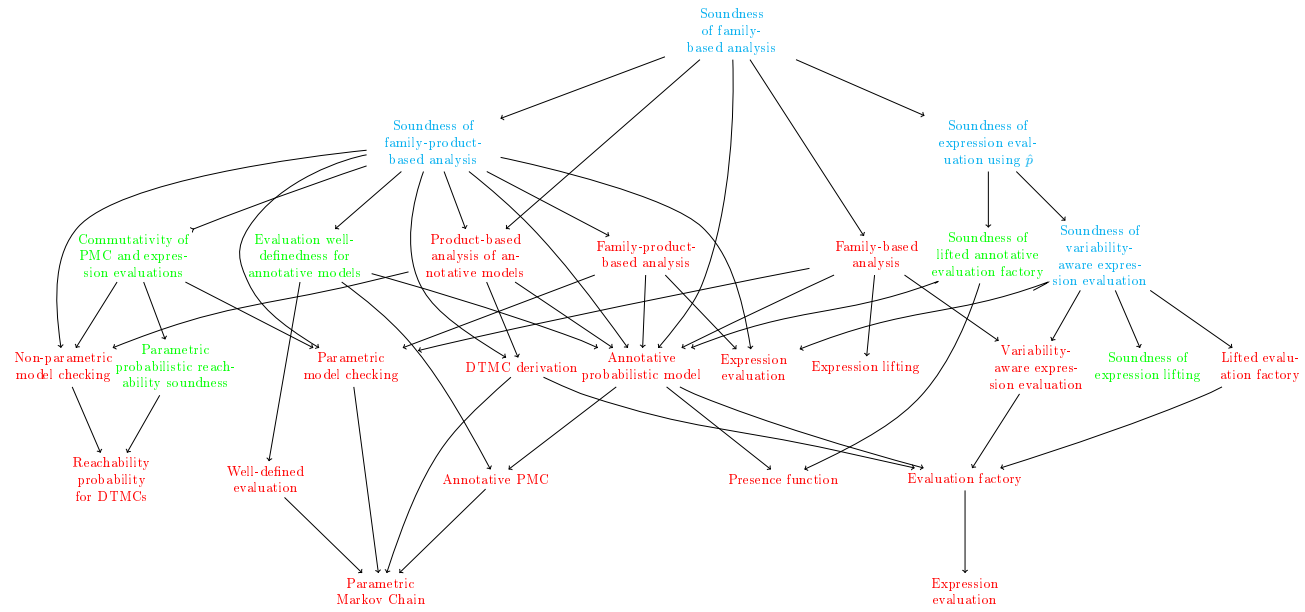 Soundness
of family-
based analysis
Soundness of
family-product-
based analysis
Soundness of
expression eval-
uation using p̂
Commutativity of
PMC and expres-
sion evaluations
Evaluation well-
definedness for
annotative models
Product-based
analysis of an-
notative models
Family-product-
based analysis
Family-based
analysis
Soundness of
lifted annotative
evaluation factory
Soundness of
variability-
aware expres-
sion evaluation
Non-parametric
model checking
Parametric
probabilistic reach-
ability soundness
Parametric
model checking
DTMC derivation
Annotative
probabilistic model
Expression
evaluation
Expression lifting
Variability-
aware expres-
sion evaluation
Soundness of
expression lifting
Lifted evalu-
ation factory
Reachability
probability
for DTMCs
Well-defined
evaluation
Annotative PMC
Presence function
Evaluation factory
Parametric
Markov Chain
Expression
evaluation